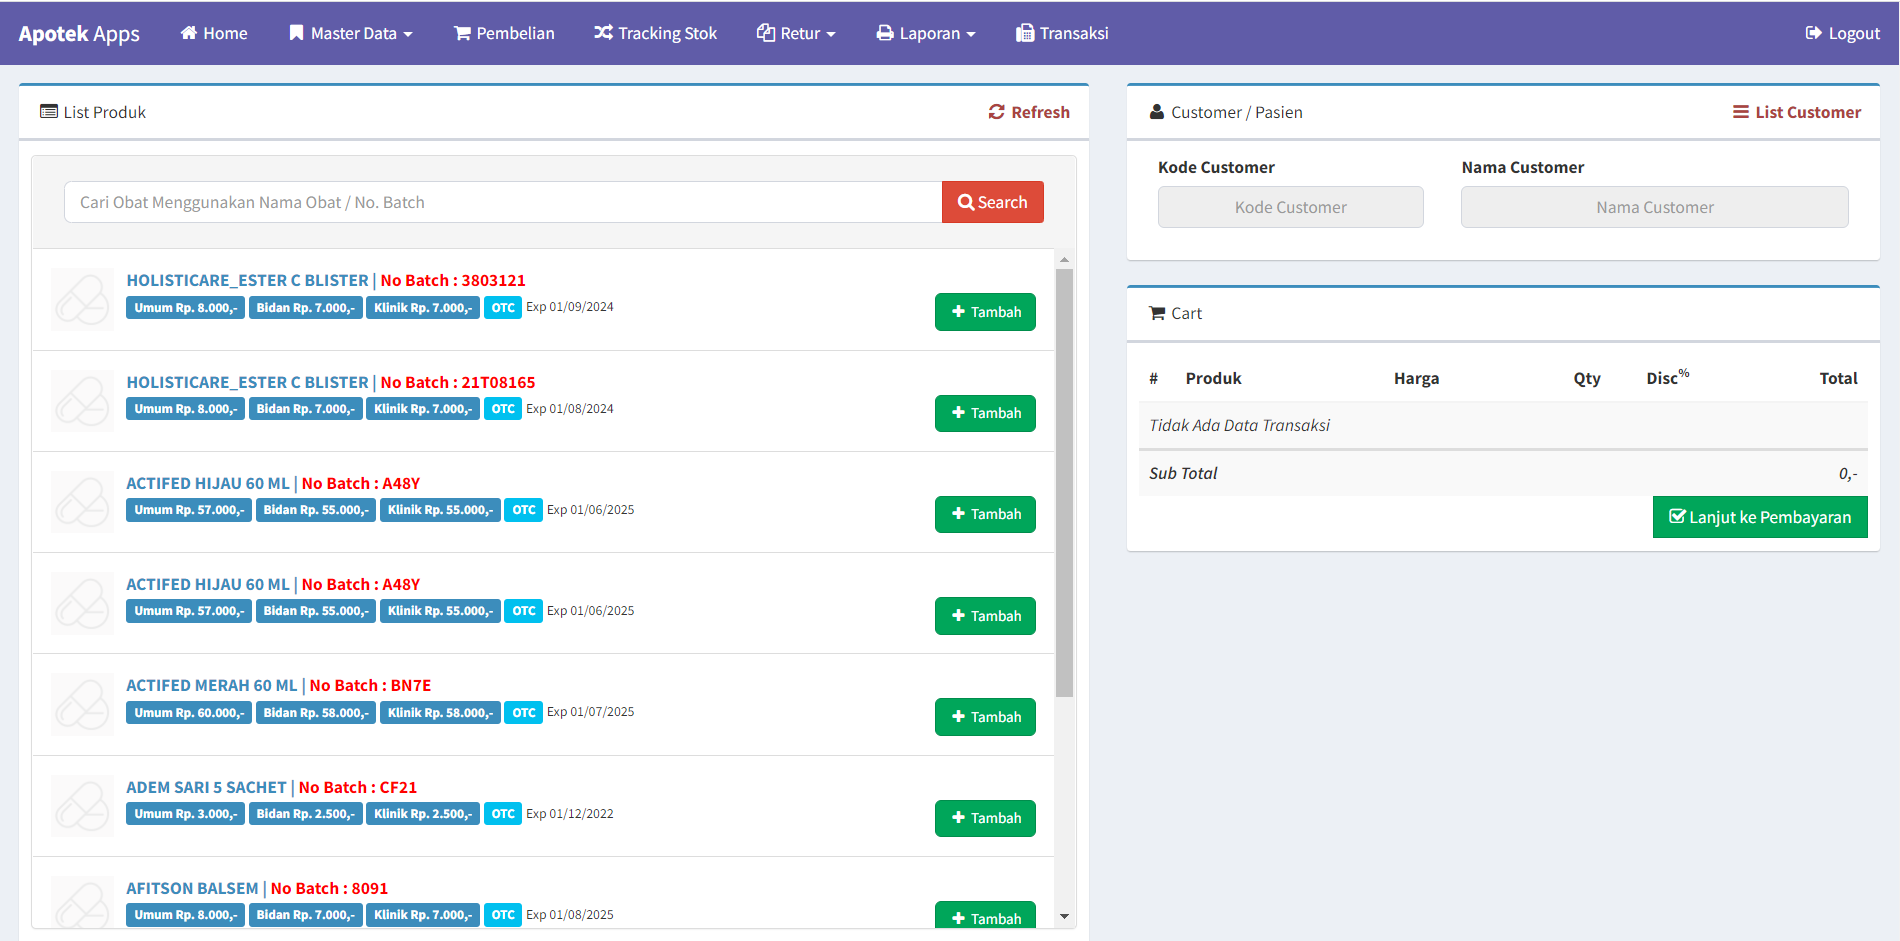 Apotek Apps Home Master Data Pembelian Tracking Stok Retur Laporan Transaksi Logout
List Produk Refresh
Cari Obat Menggunakan Nama Obat / No. Batch Search
HOLISTICARE_ESTER C BLISTER | No Batch : 3803121
Umum Rp. 8.000,- Bidan Rp. 7.000,- Klinik Rp. 7.000,- OTC Exp 01/09/2024
Tambah
HOLISTICARE_ESTER C BLISTER | No Batch : 21T08165
Umum Rp. 8.000,- Bidan Rp. 7.000,- Klinik Rp. 7.000,- OTC Exp 01/08/2024
Tambah
ACTIFED HIJAU 60 ML | No Batch : A48Y
Umum Rp. 57.000,- Bidan Rp. 55.000,- Klinik Rp. 55.000,- OTC Exp 01/06/2025
Tambah
ACTIFED HIJAU 60 ML | No Batch : A48Y
Umum Rp. 57.000,- Bidan Rp. 55.000,- Klinik Rp. 55.000,- OTC Exp 01/06/2025
Tambah
ACTIFED MERAH 60 ML | No Batch : BN7E
Umum Rp. 60.000,- Bidan Rp. 58.000,- Klinik Rp. 58.000,- OTC Exp 01/07/2025
Tambah
ADEM SARI 5 SACHET | No Batch : CF21
Umum Rp. 3.000,- Bidan Rp. 2.500,- Klinik Rp. 2.500,- OTC Exp 01/12/2022
Tambah
AFITSON BALSEM | No Batch : 8091
Umum Rp. 8.000,- Bidan Rp. 7.000,- Klinik Rp. 7.000,- OTC Exp 01/08/2025
Tambah
Customer / Pasien List Customer
Kode Customer Nama Customer
Kode Customer Nama Customer
Cart
# Produk Harga Qty Disc% Total
Tidak Ada Data Transaksi
Sub Total 0,-
Lanjut ke Pembayaran